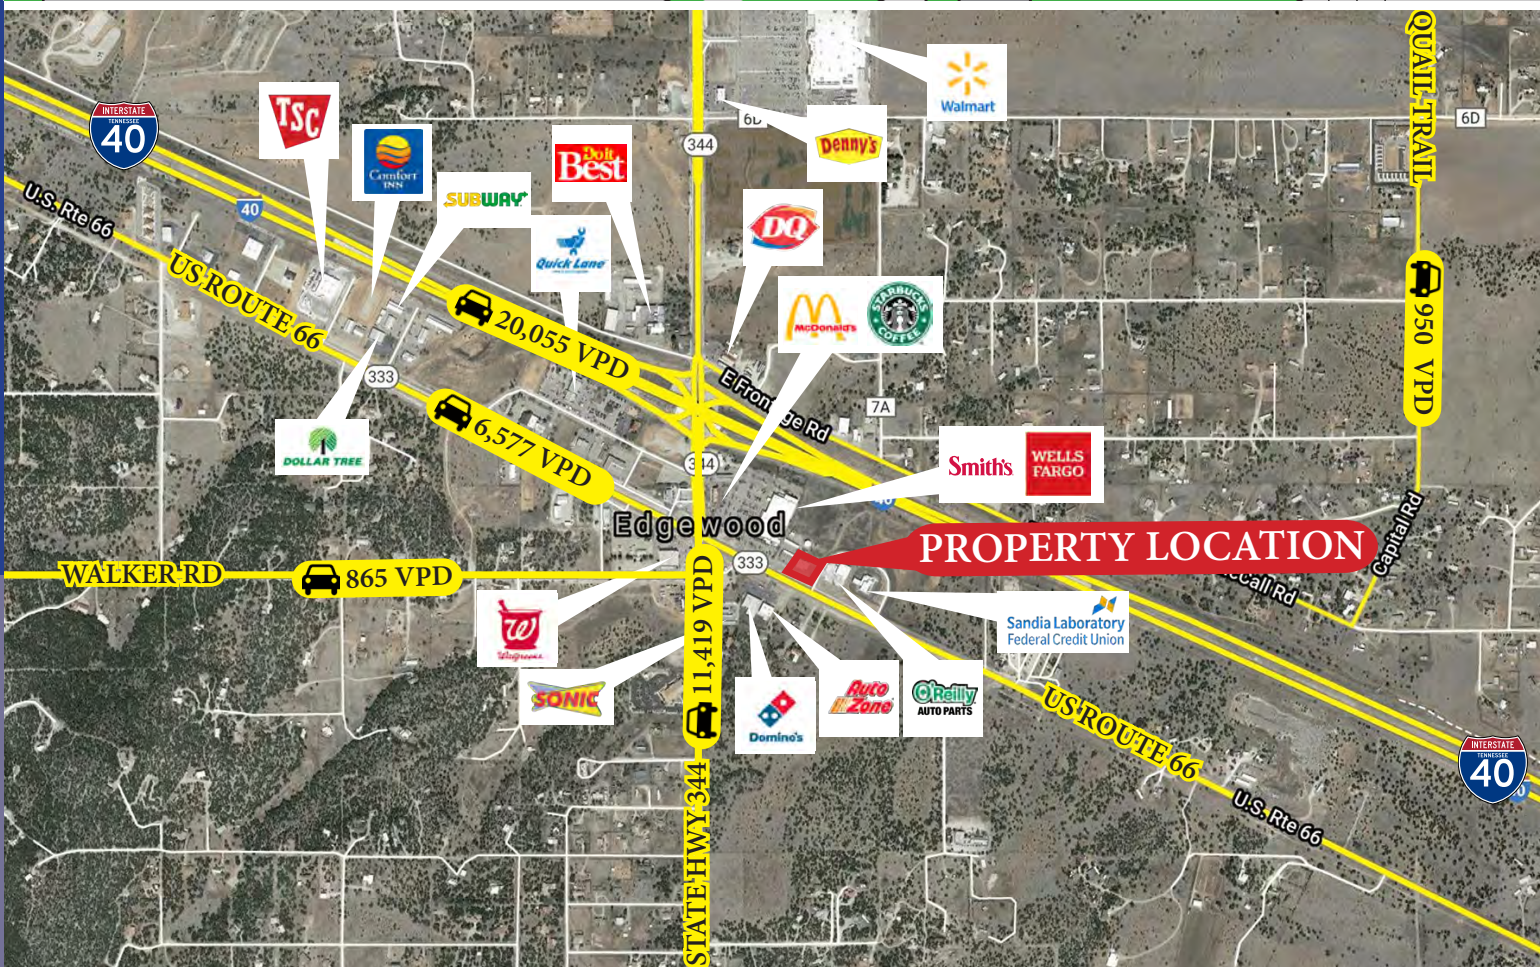 QUAIL TRAIL
Walmart
INTERSTATE
TENNESSEE
40
TSC
6D
6D
344
Comfort
INN
Do it
Best
Denny's
SUBWAY
U.S. Rte 66
40
Quick Lane
DQ
US ROUTE 66
20,055 VPD
McDonald's
STARBUCKS
COFFEE
950 VPD
333
E Frontage Rd
7A
6,577 VPD
DOLLAR TREE
344
Smith's
WELLS
FARGO
40
Edgewood
333
PROPERTY LOCATION
Capital Rd
WALKER RD
865 VPD
11,419 VPD
Walgreens
Sandia Laboratory
Federal Credit Union
SONIC
Domino's
Auto
Zone
O'Reilly
AUTO PARTS
US ROUTE 66
INTERSTATE
TENNESSEE
40
U.S. Rte 66
STATE HWY 344